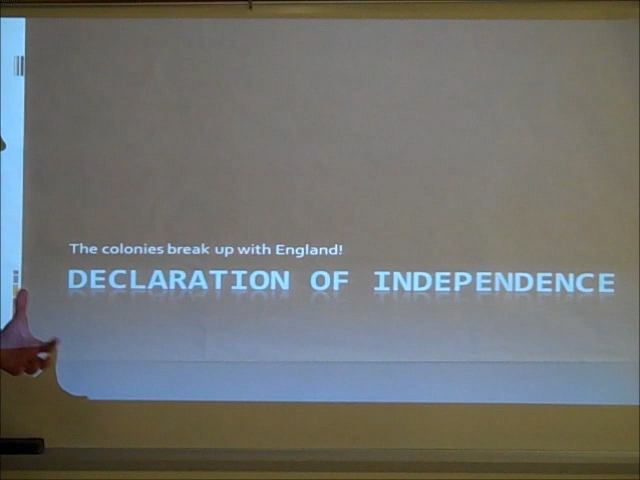 The colonies break up with England!
DECLARATION OF INDEPENDENCE